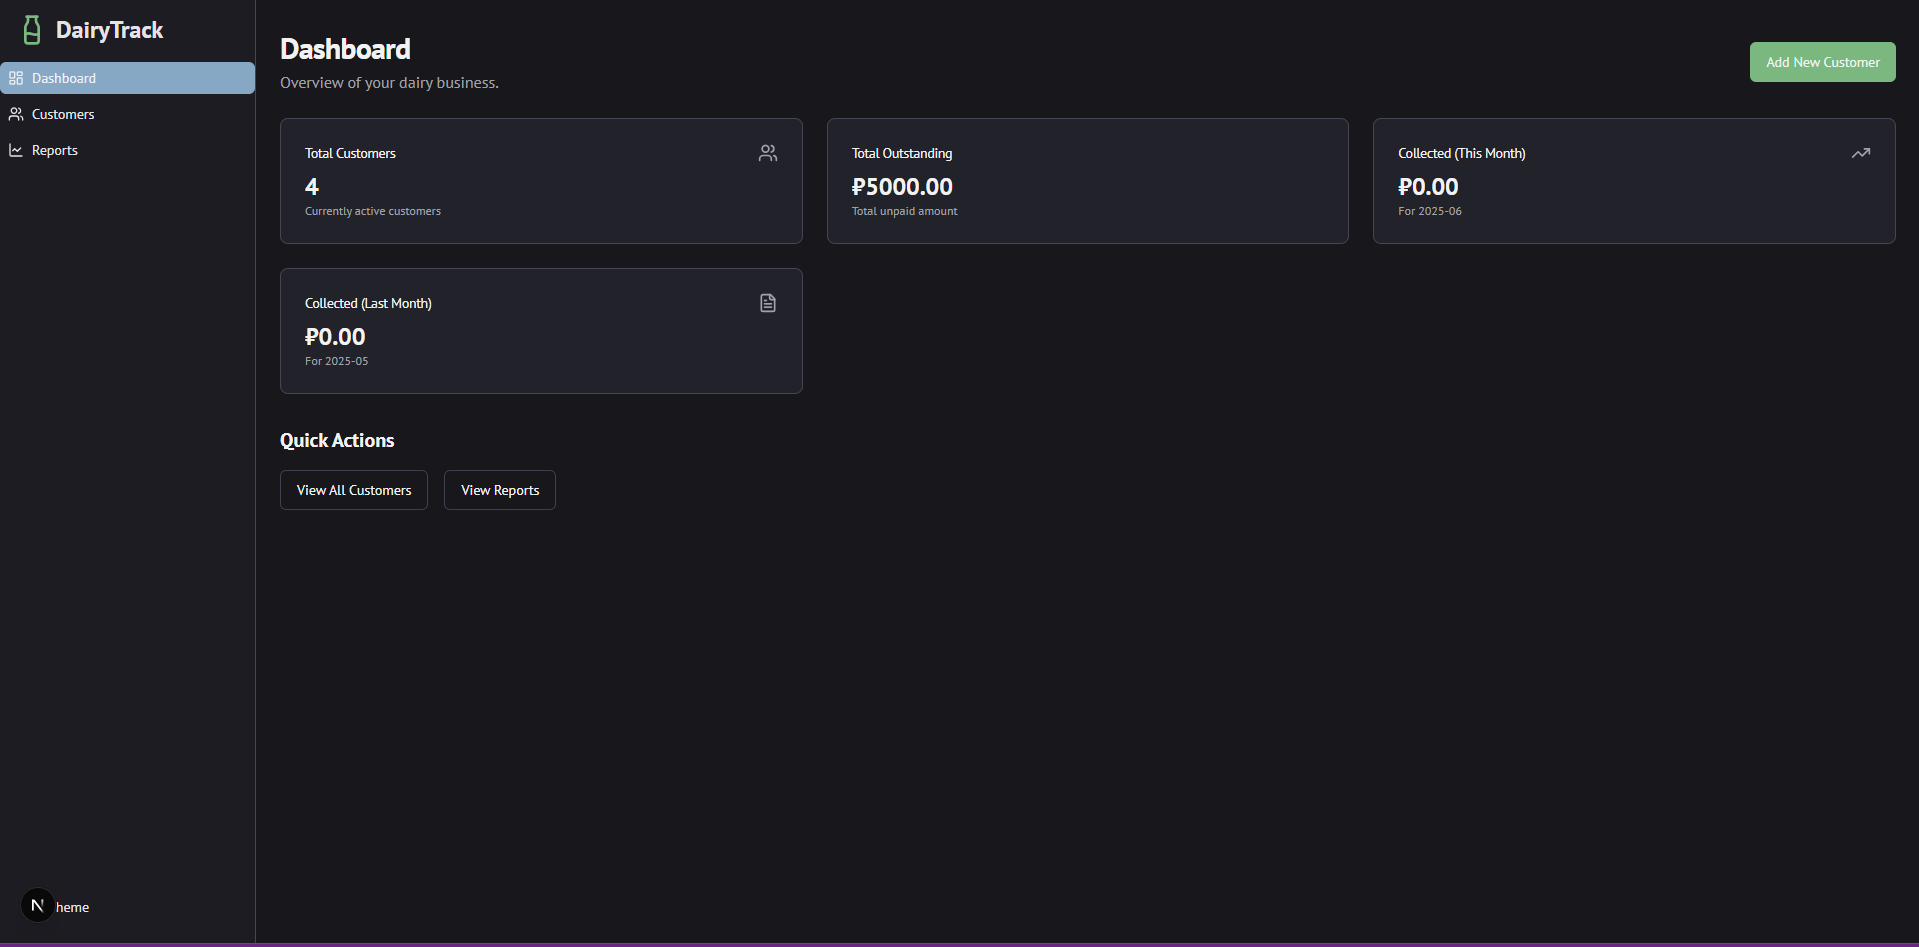 DairyTrack
Dashboard
Customers
Reports
Dashboard
Overview of your dairy business.
Add New Customer
Total Customers
4
Currently active customers
Total Outstanding
₽5000.00
Total unpaid amount
Collected (This Month)
₽0.00
For 2025-06
Collected (Last Month)
₽0.00
For 2025-05
Quick Actions
View All Customers
View Reports
N
heme